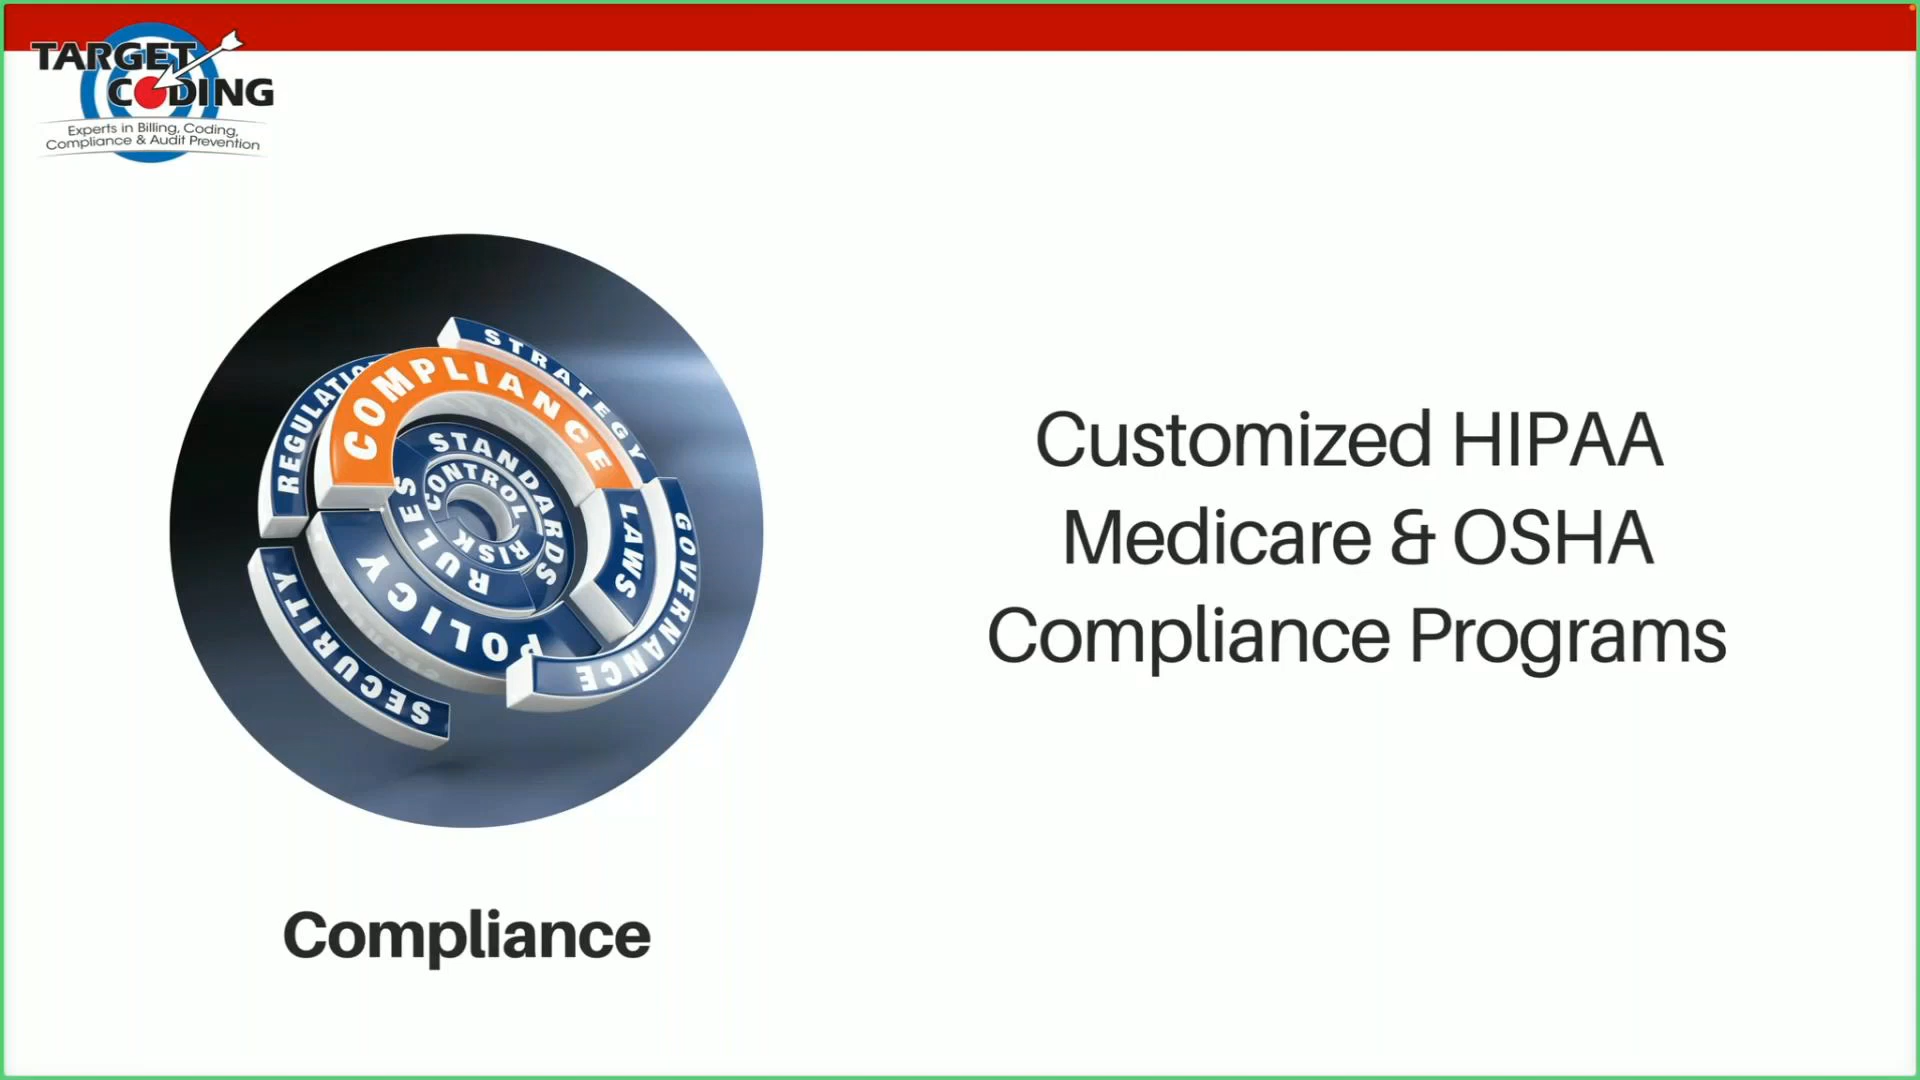 TARGET
CODING
Experts in Billing, Coding,
Compliance & Audit Prevention
STRATEGY
REGULATIO
COMPLIANCE
STANDARDS
CONTROL
RULES
RISK
LAWS
GOVERNANCE
POLICY
SECURITY
Customized HIPAA
Medicare & OSHA
Compliance Programs
Compliance